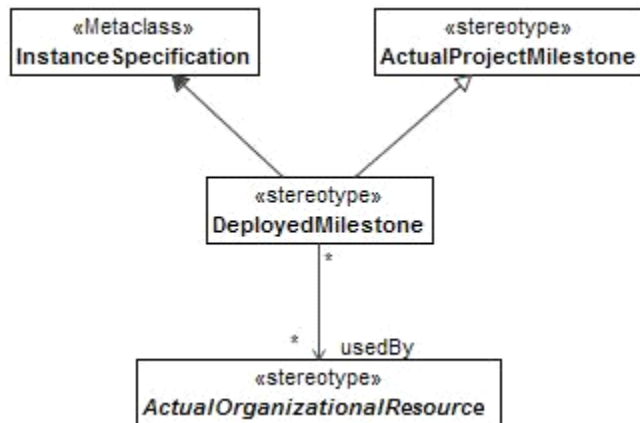 «Metaclass»
InstanceSpecification
«stereotype»
ActualProjectMilestone
«stereotype»
DeployedMilestone
*
*
usedBy
«stereotype»
ActualOrganizationalResource